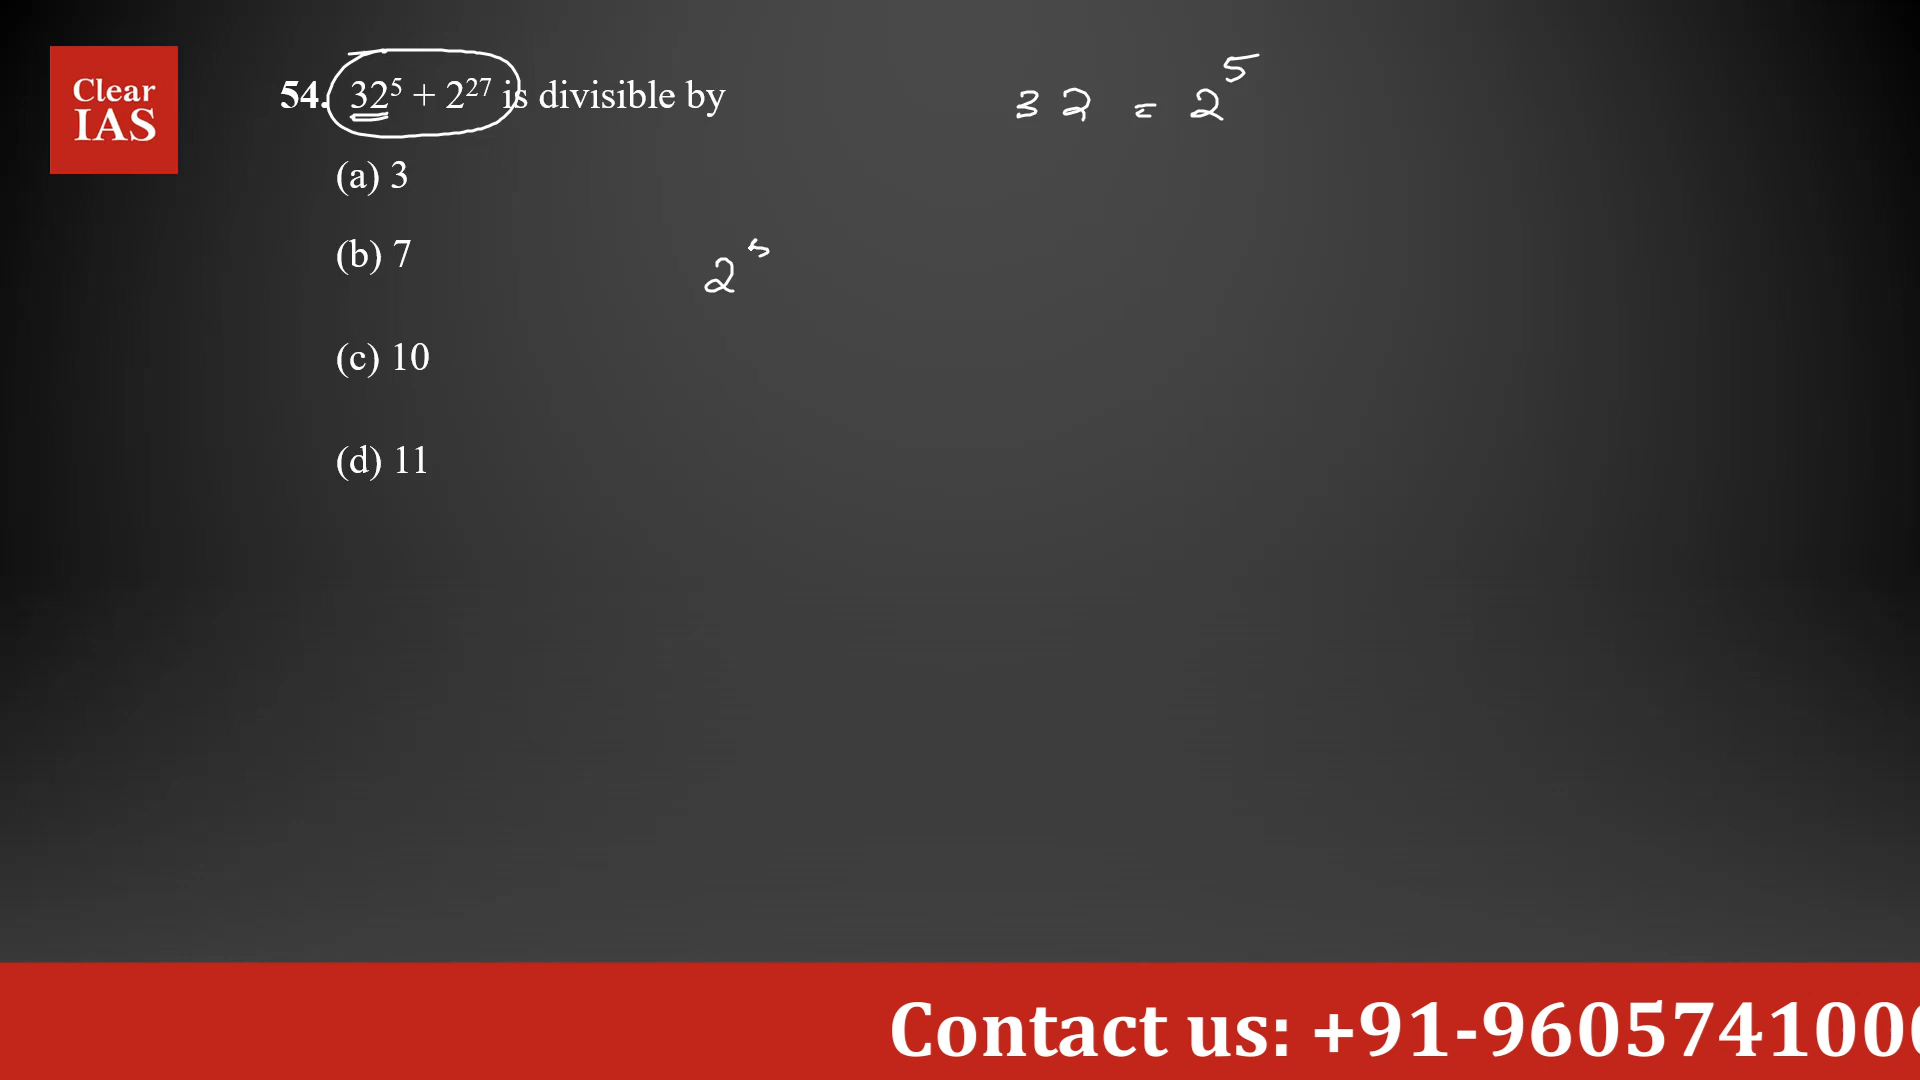 Clear
IAS
54. 32⁵ + 2²⁷ is divisible by
32 = 2⁵
(a) 3
(b) 7
2⁵
(c) 10
(d) 11
Contact us: +91-960574100